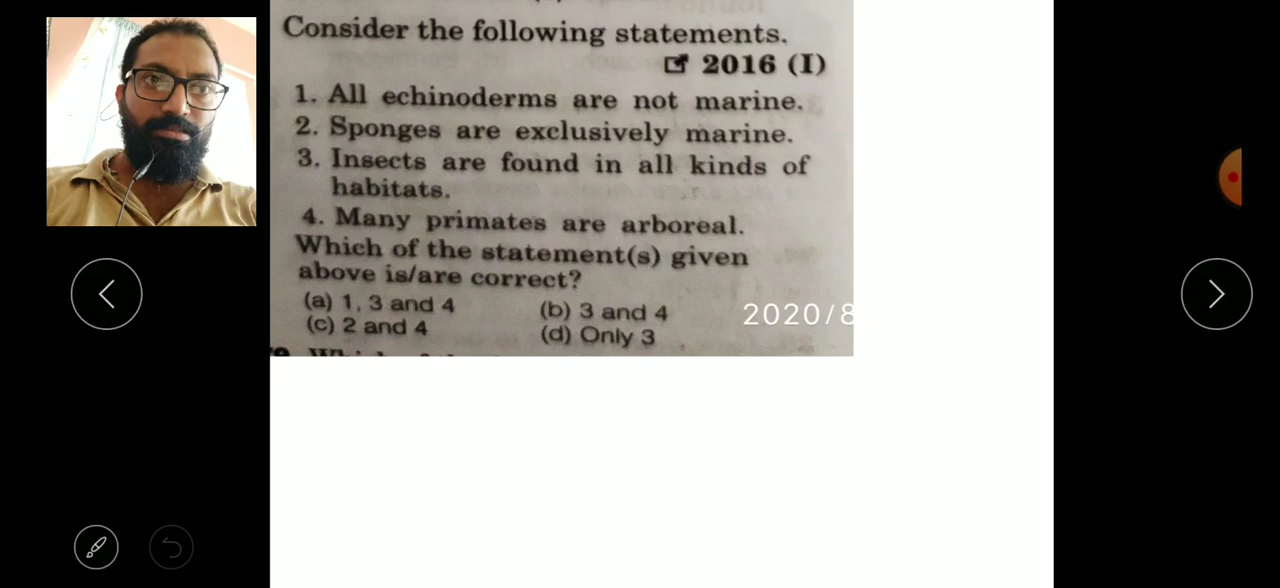 Consider the following statements.
2016 (I)
1. All echinoderms are not marine.
2. Sponges are exclusively marine.
3. Insects are found in all kinds of
habitats.
4. Many primates are arboreal.
Which of the statement(s) given
above is/are correct?
(a) 1, 3 and 4 (b) 3 and 4
(c) 2 and 4 (d) Only 3
2020/8